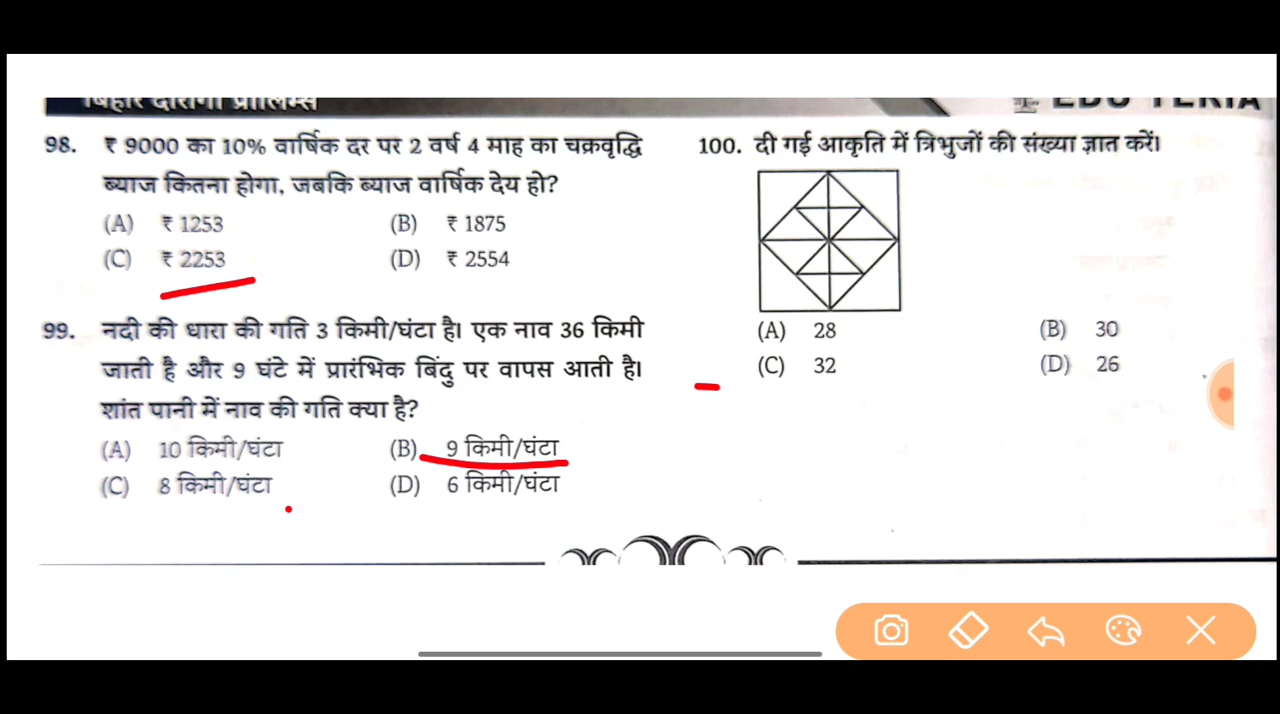 बिहार दारोगा प्रीलिम्स
EDU TERIA
98. ₹ 9000 का 10% वार्षिक दर पर 2 वर्ष 4 माह का चक्रवृद्धि
ब्याज कितना होगा, जबकि ब्याज वार्षिक देय हो?
(A) ₹ 1253 (B) ₹ 1875
(C) ₹ 2253 (D) ₹ 2554
99. नदी की धारा की गति 3 किमी/घंटा है। एक नाव 36 किमी
जाती है और 9 घंटे में प्रारंभिक बिंदु पर वापस आती है।
शांत पानी में नाव की गति क्या है?
(A) 10 किमी/घंटा (B) 9 किमी/घंटा
(C) 8 किमी/घंटा (D) 6 किमी/घंटा
100. दी गई आकृति में त्रिभुजों की संख्या ज्ञात करें।
(A) 28 (B) 30
(C) 32 (D) 26